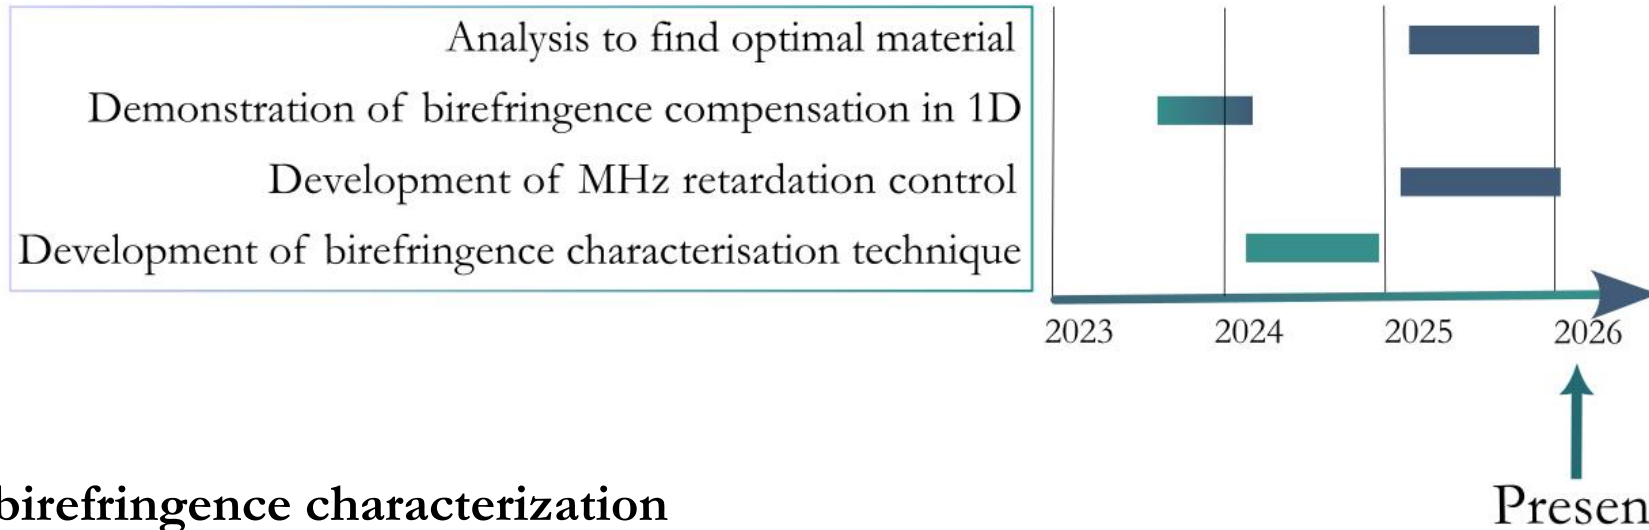 Analysis to find optimal material
Demonstration of birefringence compensation in 1D
Development of MHz retardation control
Development of birefringence characterisation technique
2023 2024 2025 2026
birefringence characterization
Presen